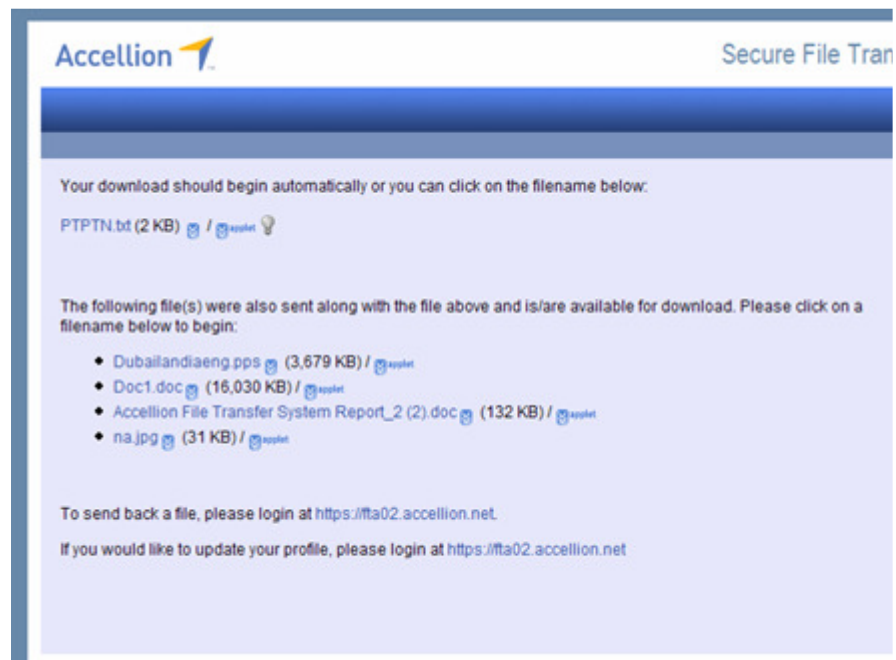 Accellion
Secure File Tran
Your download should begin automatically or you can click on the filename below:
PTPTN.txt (2 KB) / applet
The following file(s) were also sent along with the file above and is/are available for download. Please click on a
filename below to begin:
Dubailandiaeng.pps (3,679 KB) / applet
Doc1.doc (16,030 KB) / applet
Accellion File Transfer System Report_2 (2).doc (132 KB) / applet
na.jpg (31 KB) / applet
To send back a file, please login at https://fta02.accellion.net.
If you would like to update your profile, please login at https://fta02.accellion.net